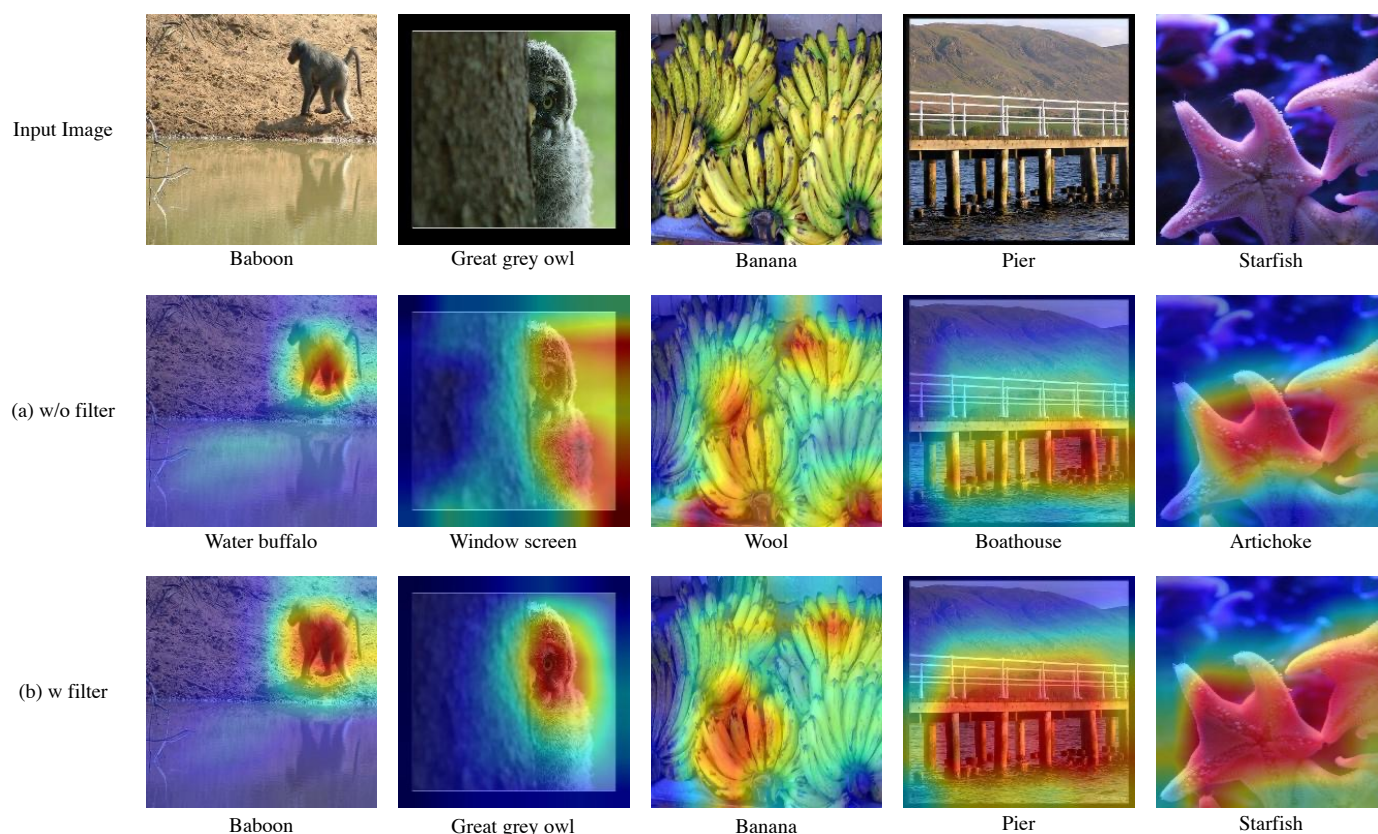 Input Image
Baboon
Great grey owl
Banana
Pier
Starfish
(a) w/o filter
Water buffalo
Window screen
Wool
Boathouse
Artichoke
(b) w filter
Baboon
Great grey owl
Banana
Pier
Starfish